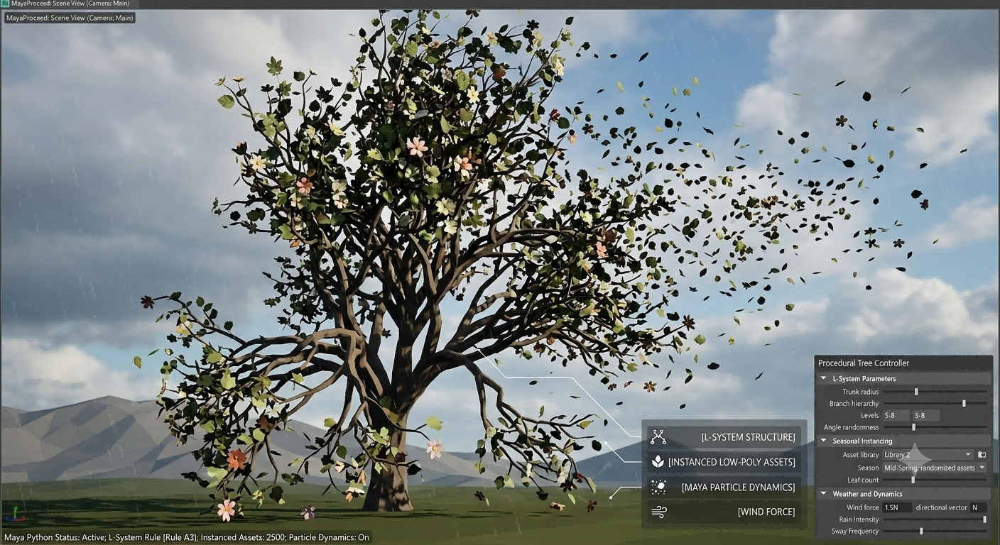 MayaProceed: Scene View (Camera: Main)
MayaProceed: Scene View (Camera: Main)
[L-SYSTEM STRUCTURE]
[INSTANCED LOW-POLY ASSETS]
[MAYA PARTICLE DYNAMICS]
[WIND FORCE]
Procedural Tree Controller
L-System Parameters
Trunk radius
Branch hierarchy
Levels 5-8 3-8
Angle randomness
Seasonal Instancing
Asset library Library 2
Season Mid-Spring, randomized assets
Leaf count
Weather and Dynamics
Wind force 1.5N directional vector N
Rain Intensity
Sway Frequency
Maya Python Status: Active; L-System Rule [Rule A3]; Instanced Assets: 2500; Particle Dynamics: On